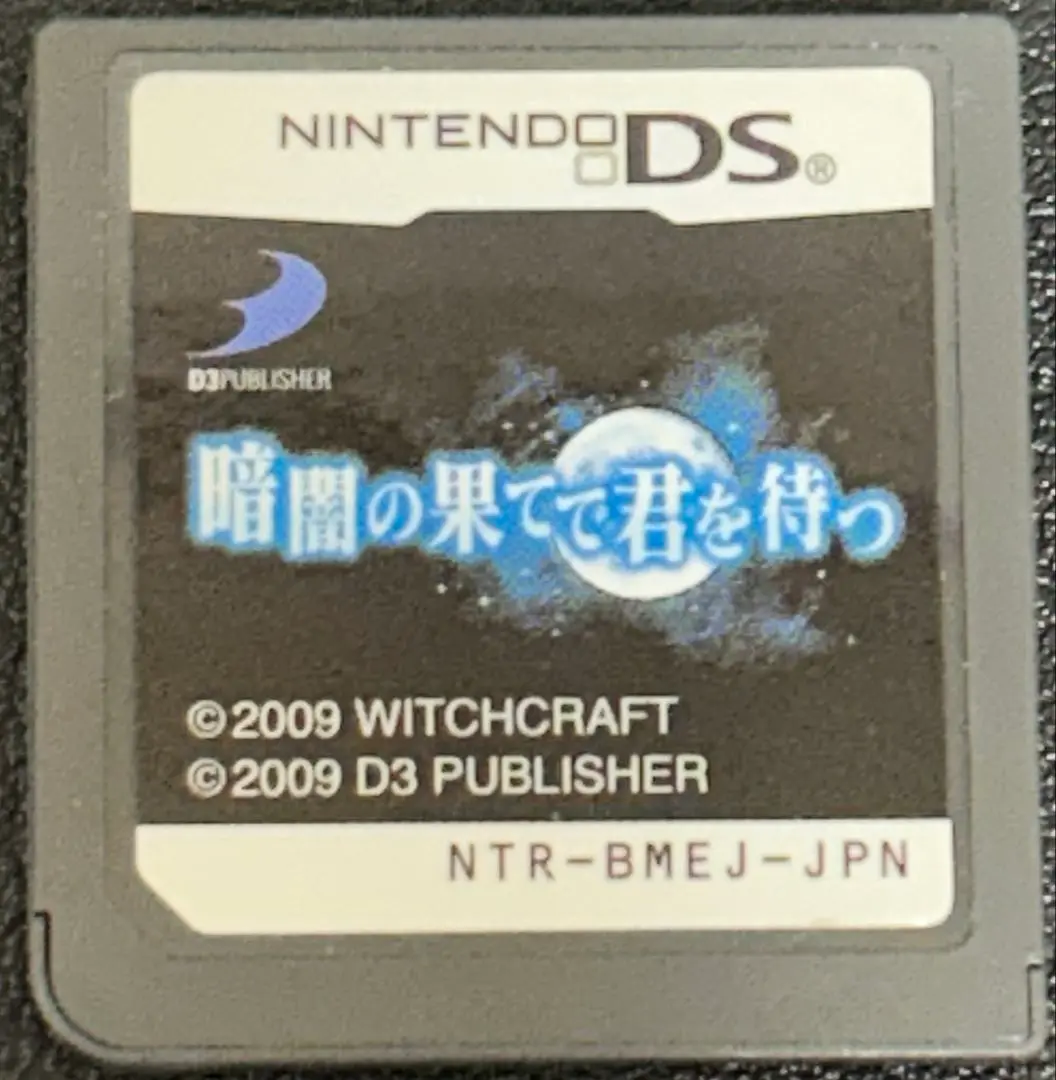 NINTENDO DS®
D3PUBLISHER
暗闇の果てで君を待つ
©2009 WITCHCRAFT
©2009 D3 PUBLISHER
NTR-BMEJ-JPN